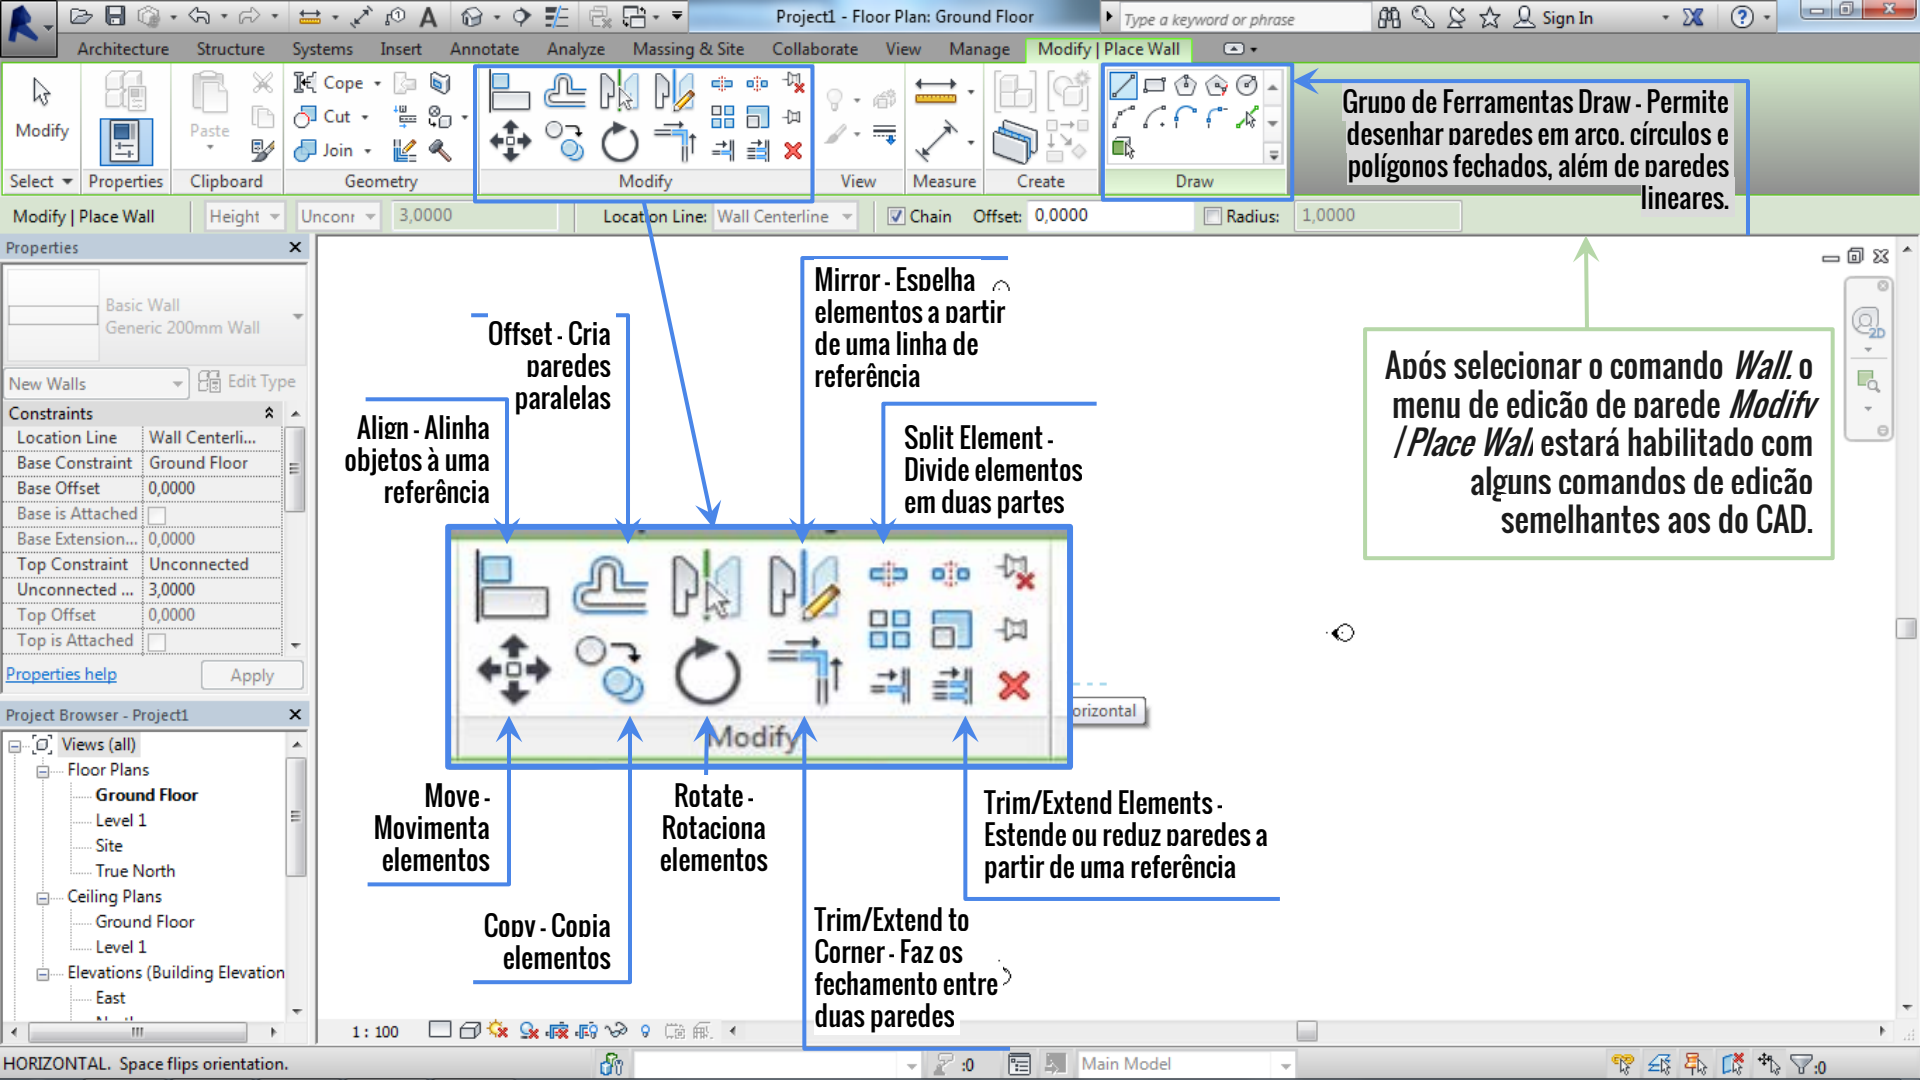 Project1 - Floor Plan: Ground Floor
Type a keyword or phrase
Sign In
Architecture Structure Systems Insert Annotate Analyze Massing & Site Collaborate View Manage Modify | Place Wall
Modify
Paste
Cope
Cut
Join
Select Properties Clipboard Geometry Modify View Measure Create Draw
Grupo de Ferramentas Draw - Permite
desenhar paredes em arco, círculos e
polígonos fechados, além de paredes
lineares.
Modify | Place Wall Height Unconr 3,0000 Location Line: Wall Centerline Chain Offset: 0,0000 Radius: 1,0000
Properties
Basic Wall
Generic 200mm Wall
New Walls Edit Type
Constraints
Location Line Wall Centerli...
Base Constraint Ground Floor
Base Offset 0,0000
Base is Attached
Base Extension... 0,0000
Top Constraint Unconnected
Unconnected ... 3,0000
Top Offset 0,0000
Top is Attached
Properties help Apply
Project Browser - Project1
Views (all)
Floor Plans
Ground Floor
Level 1
Site
True North
Ceiling Plans
Ground Floor
Level 1
Elevations (Building Elevation
East
Align - Alinha
objetos à uma
referência
Offset - Cria
paredes
paralelas
Mirror - Espelha
elementos a partir
de uma linha de
referência
Split Element -
Divide elementos
em duas partes
Após selecionar o comando Wall, o
menu de edição de parede Modify
| Place Wall estará habilitado com
alguns comandos de edição
semelhantes aos do CAD.
Modify
orizontal
Move -
Movimenta
elementos
Copy - Copia
elementos
Rotate -
Rotaciona
elementos
Trim/Extend to
Corner - Faz os
fechamento entre
duas paredes
Trim/Extend Elements -
Estende ou reduz paredes a
partir de uma referência
1 : 100
HORIZONTAL. Space flips orientation.
:0
Main Model
:0